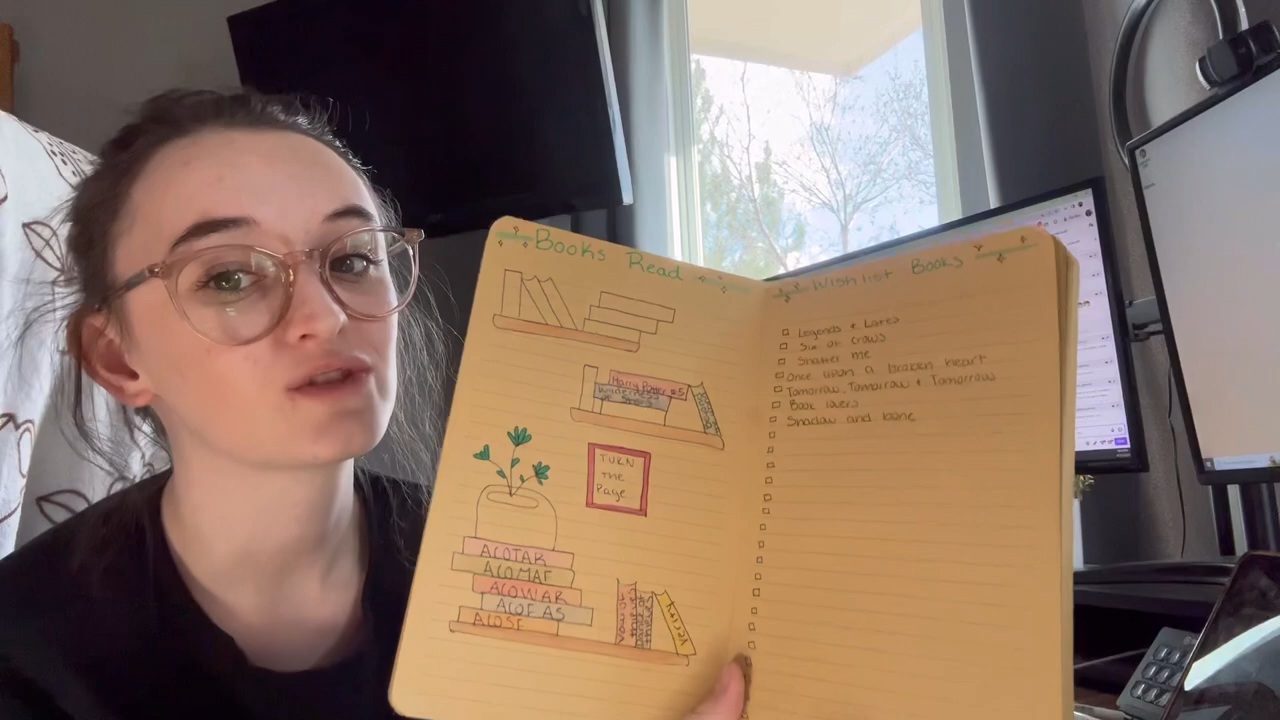 Books Read
Harry Potter #5
TURN
the
Page
ACOTAR
ACOMAF
ACOWAR
ACOFAS
ACOSF
Verity
Wishlist Books
Legends & Lattes
Six of crows
Shatter me
Once upon a broken heart
Tomorrow, Tomorrow & Tomorrow
Book lovers
Shadow and bone